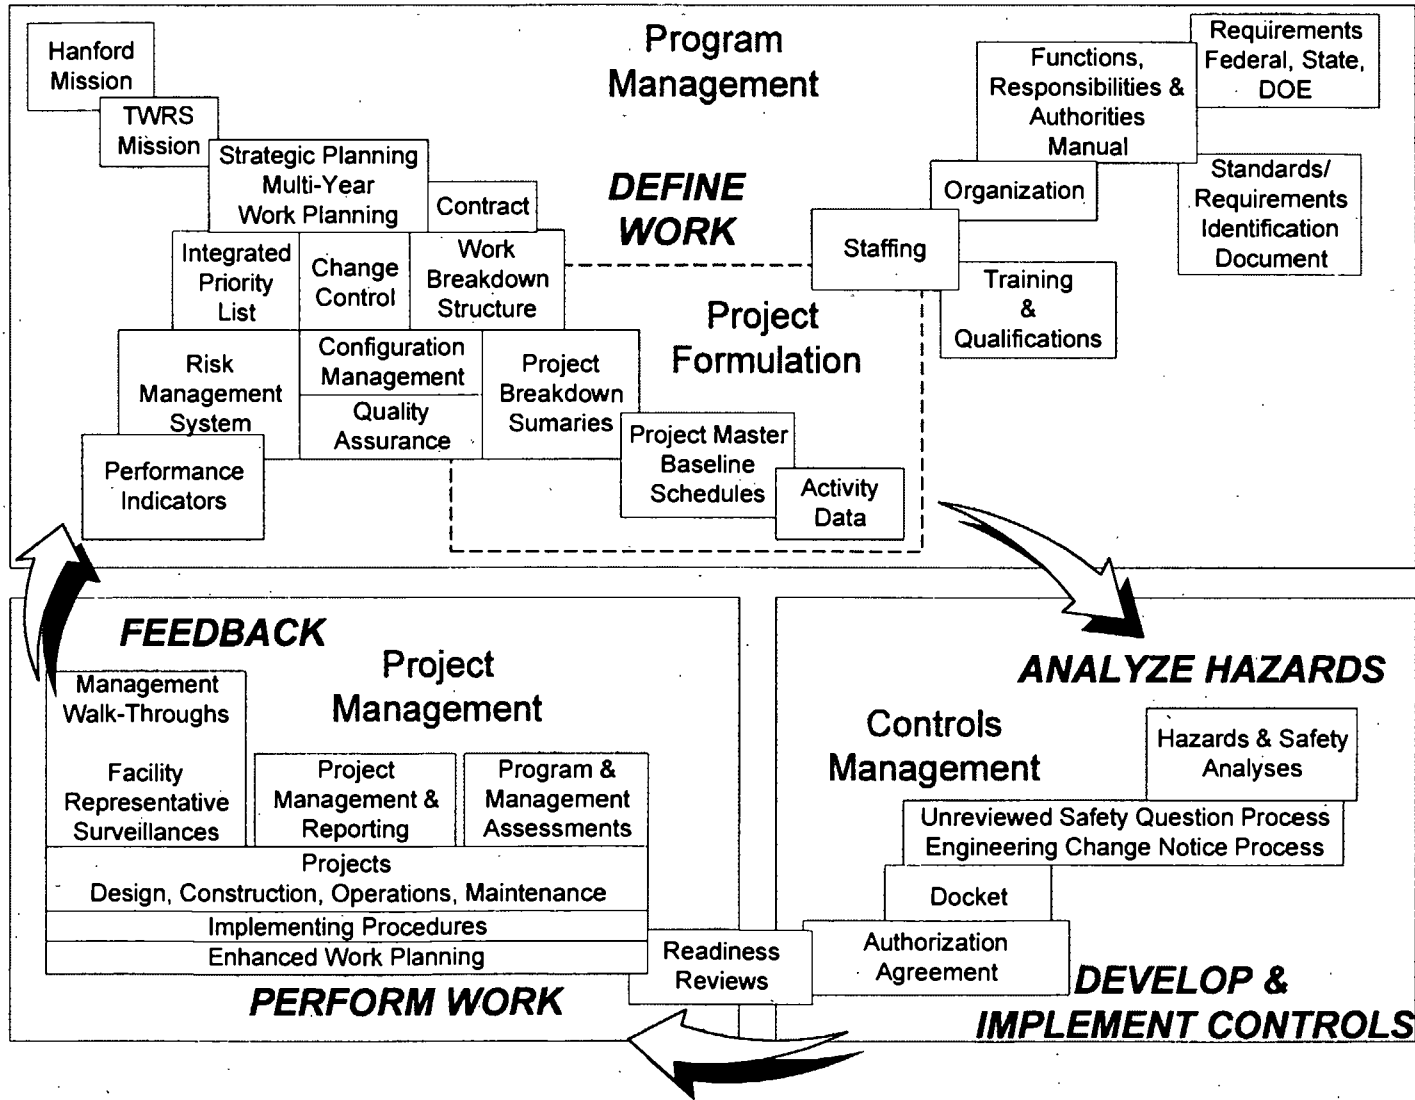 Program
Management
Hanford
Mission
TWRS
Mission
Strategic Planning
Multi-Year
Work Planning
Contract
Integrated
Priority
List
Change
Control
Work
Breakdown
Structure
DEFINE
WORK
Risk
Management
System
Configuration
Management
Quality
Assurance
Project
Breakdown
Sumaries
Performance
Indicators
Project
Formulation
Project Master
Baseline
Schedules
Activity
Data
Requirements
Federal, State,
DOE
Functions,
Responsibilities &
Authorities
Manual
Standards/
Requirements
Identification
Document
Organization
Staffing
Training
&
Qualifications
ANALYZE HAZARDS
Controls
Management
Hazards & Safety
Analyses
Unreviewed Safety Question Process
Engineering Change Notice Process
Docket
Authorization
Agreement
DEVELOP &
IMPLEMENT CONTROLS
Readiness
Reviews
FEEDBACK
Project
Management
Management
Walk-Throughs
Facility
Representative
Surveillances
Project
Management &
Reporting
Program &
Management
Assessments
Projects
Design, Construction, Operations, Maintenance
Implementing Procedures
Enhanced Work Planning
PERFORM WORK